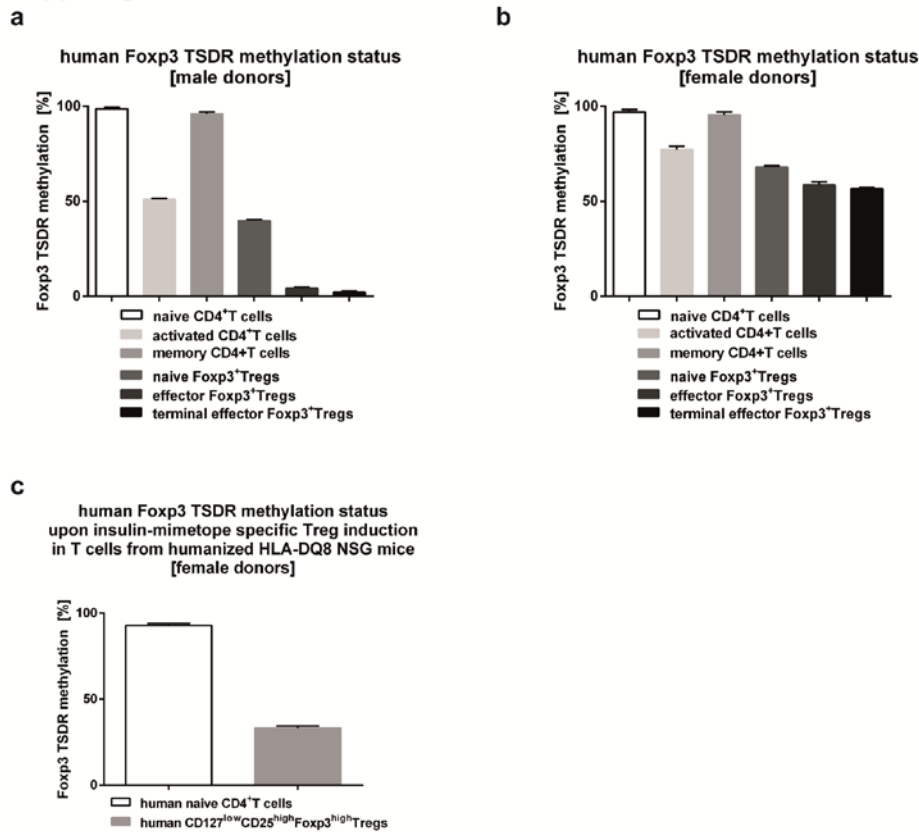 a
human Foxp3 TSDR methylation status
[male donors]
Foxp3 TSDR methylation [%]
100
50
0
naive CD4⁺T cells
activated CD4⁺T cells
memory CD4+T cells
naive Foxp3⁺Tregs
effector Foxp3⁺Tregs
terminal effector Foxp3⁺Tregs
b
human Foxp3 TSDR methylation status
[female donors]
Foxp3 TSDR methylation [%]
100
50
0
naive CD4⁺T cells
activated CD4+T cells
memory CD4+T cells
naive Foxp3⁺Tregs
effector Foxp3⁺Tregs
terminal effector Foxp3⁺Tregs
c
human Foxp3 TSDR methylation status
upon insulin-mimetope specific Treg induction
in T cells from humanized HLA-DQ8 NSG mice
[female donors]
Foxp3 TSDR methylation [%]
100
50
0
human naive CD4⁺T cells
human CD127ˡᵒʷCD25ʰⁱᵍʰFoxp3ʰⁱᵍʰTregs